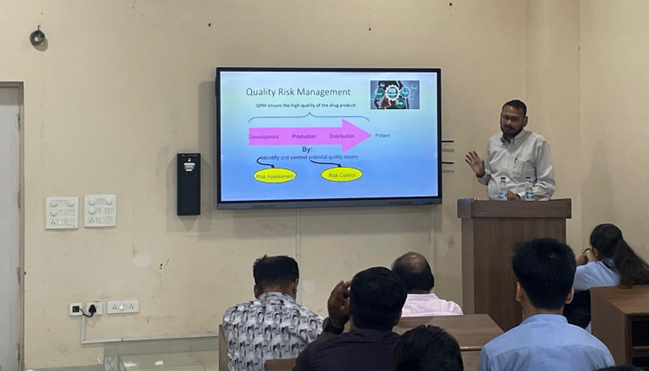 Quality Risk Management
QRM ensure the high quality of the drug product
Development Production Distribution Patient
By:
Identify and control potential quality issues
Risk Assessment Risk Control